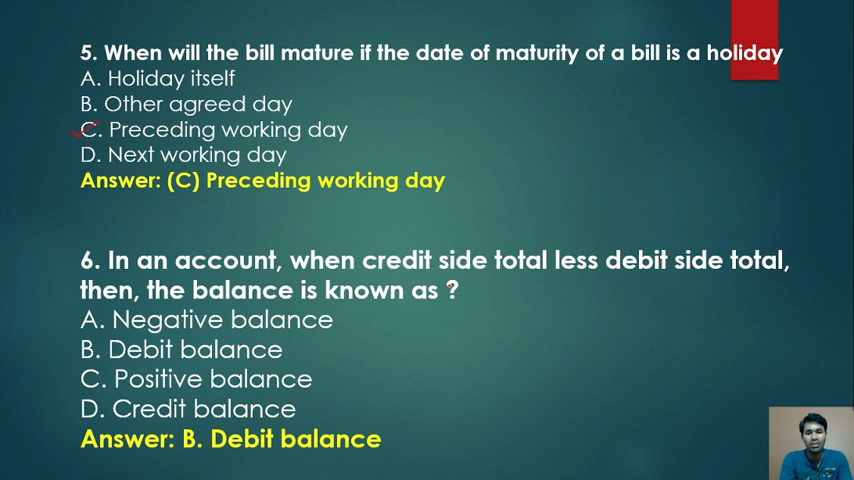 5. When will the bill mature if the date of maturity of a bill is a holiday
A. Holiday itself
B. Other agreed day
C. Preceding working day
D. Next working day
Answer: (C) Preceding working day
6. In an account, when credit side total less debit side total,
then, the balance is known as ?
A. Negative balance
B. Debit balance
C. Positive balance
D. Credit balance
Answer: B. Debit balance